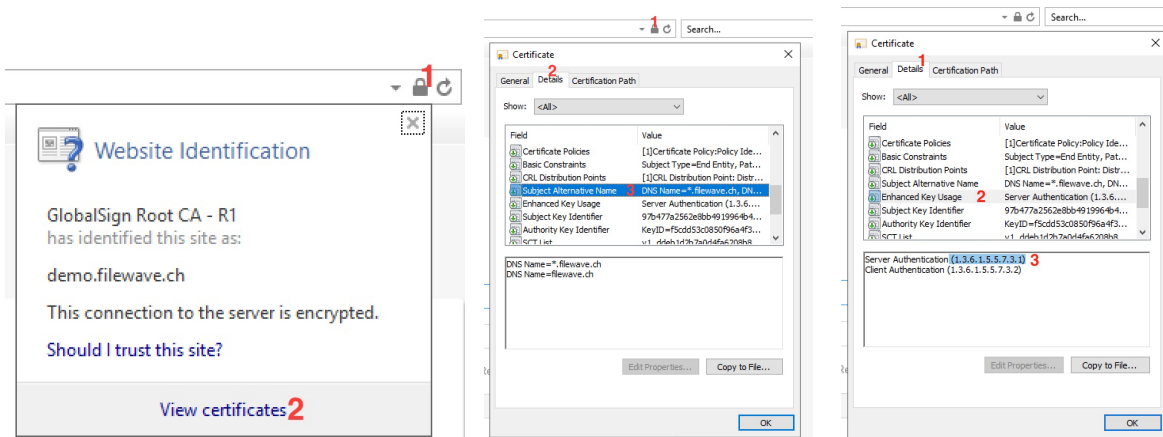 1
Website Identification
GlobalSign Root CA - R1
has identified this site as:
demo.filewave.ch
This connection to the server is encrypted.
Should I trust this site?
View certificates 2
1
Search...
Certificate
2
General Details Certification Path
Show: <All>
Field Value
Certificate Policies [1]Certificate Policy:Policy Ide...
Basic Constraints Subject Type=End Entity, Pat...
CRL Distribution Points [1]CRL Distribution Point: Distr...
Subject Alternative Name 3 DNS Name=*.filewave.ch, DN...
Enhanced Key Usage Server Authentication (1.3.6....
Subject Key Identifier 97b477a2562e8bb4919964b4...
Authority Key Identifier KeyID=f5cdd53c0850f96a4f3...
SCT List v1, ddeb1d2b7a0d4fa6208b8...
DNS Name=*.filewave.ch
DNS Name=filewave.ch
Edit Properties... Copy to File...
OK
1
Search...
Certificate
General Details Certification Path
Show: <All>
Field Value
Certificate Policies [1]Certificate Policy:Policy Ide...
Basic Constraints Subject Type=End Entity, Pat...
CRL Distribution Points [1]CRL Distribution Point: Distr...
Subject Alternative Name DNS Name=*.filewave.ch, DN...
Enhanced Key Usage 2 Server Authentication (1.3.6....
Subject Key Identifier 97b477a2562e8bb4919964b4...
Authority Key Identifier KeyID=f5cdd53c0850f96a4f3...
SCT List v1, ddeb1d2b7a0d4fa6208b8...
Server Authentication (1.3.6.1.5.5.7.3.1) 3
Client Authentication (1.3.6.1.5.5.7.3.2)
Edit Properties... Copy to File...
OK